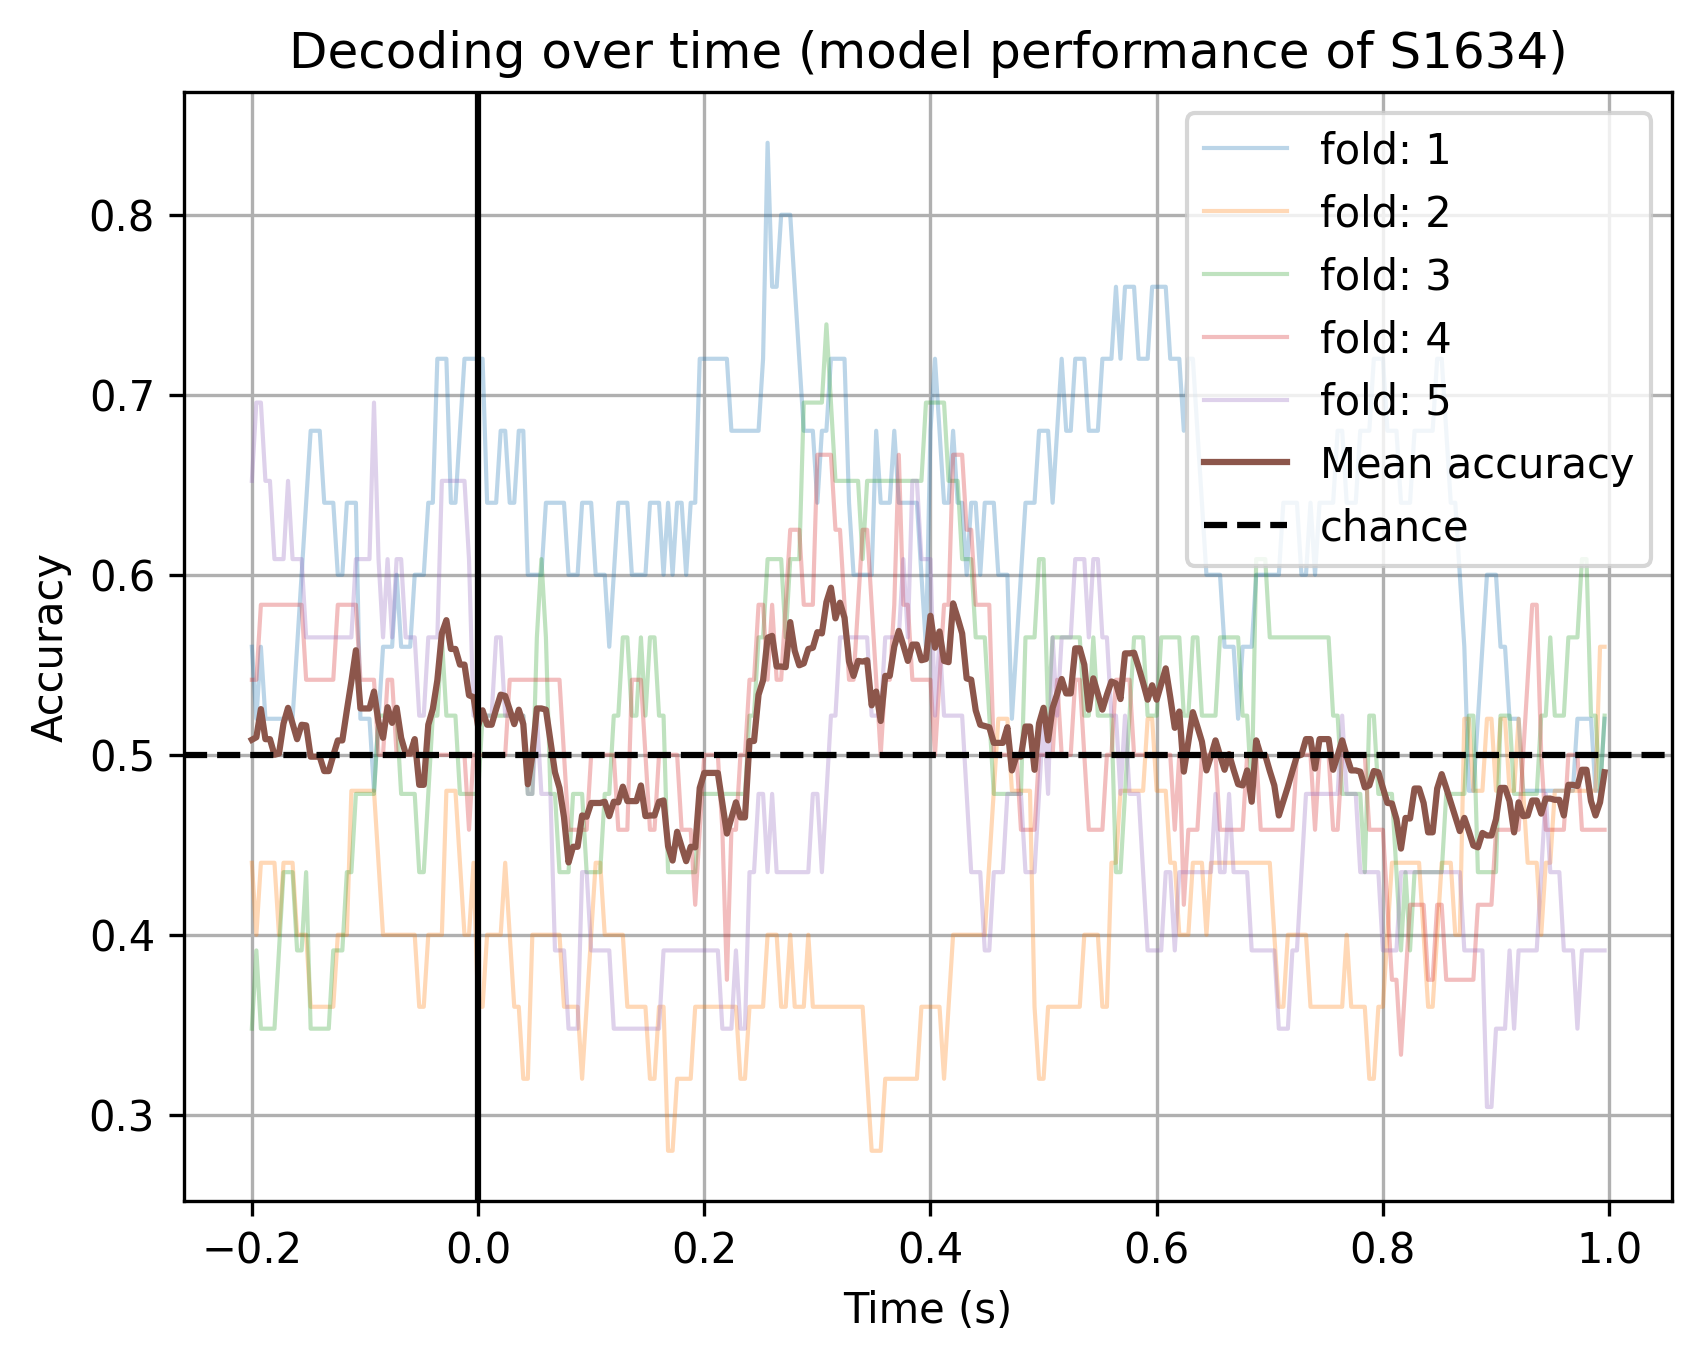 Decoding over time (model performance of S1634)
fold: 1
fold: 2
fold: 3
fold: 4
fold: 5
Mean accuracy
chance
Accuracy
0.8
0.7
0.6
0.5
0.4
0.3
−0.2 0.0 0.2 0.4 0.6 0.8 1.0
Time (s)